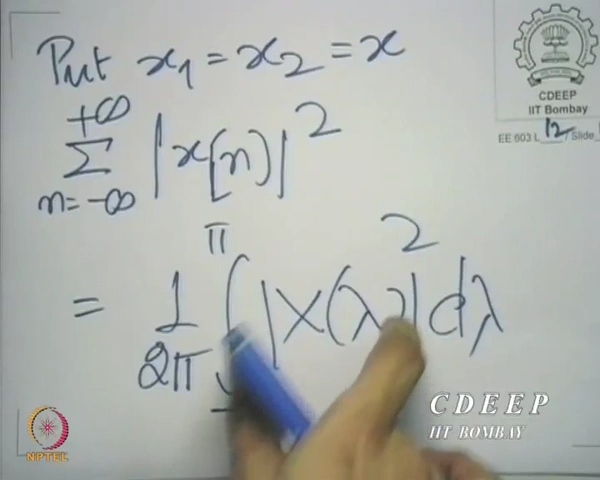 Put x₁ = x₂ = x
CDEEP
IIT Bombay
EE 603 L 12 / Slide
+∞
Σ |x[n]|²
n=-∞
π
= 1/2π ∫ |X(λ)|² dλ
-
CDEEP
IIT BOMBAY
NPTEL